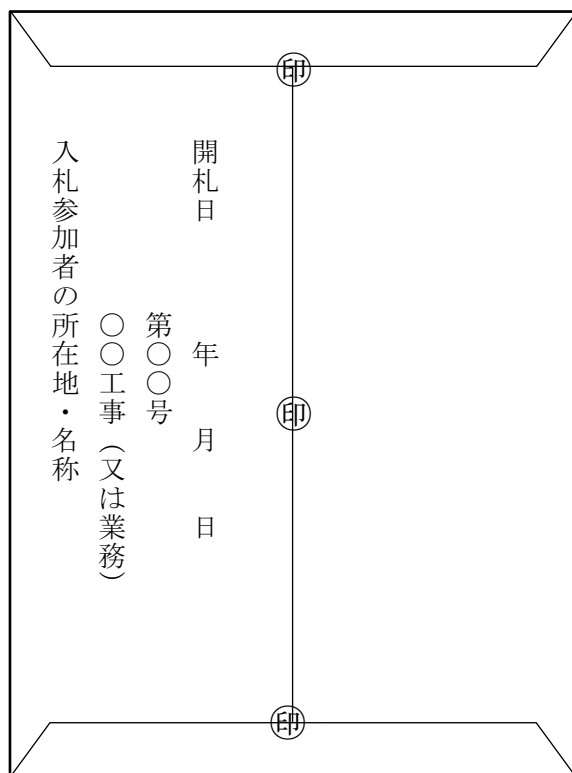 開札日　　　年　　月　　日
第〇〇号
〇〇工事（又は業務）
入札参加者の所在地・名称
㊞
㊞
㊞